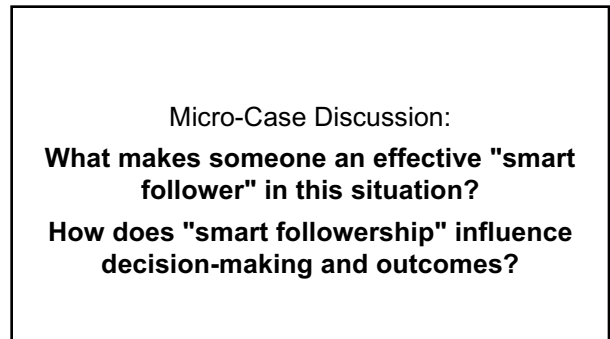 Micro-Case Discussion:
What makes someone an effective "smart
follower" in this situation?
How does "smart followership" influence
decision-making and outcomes?